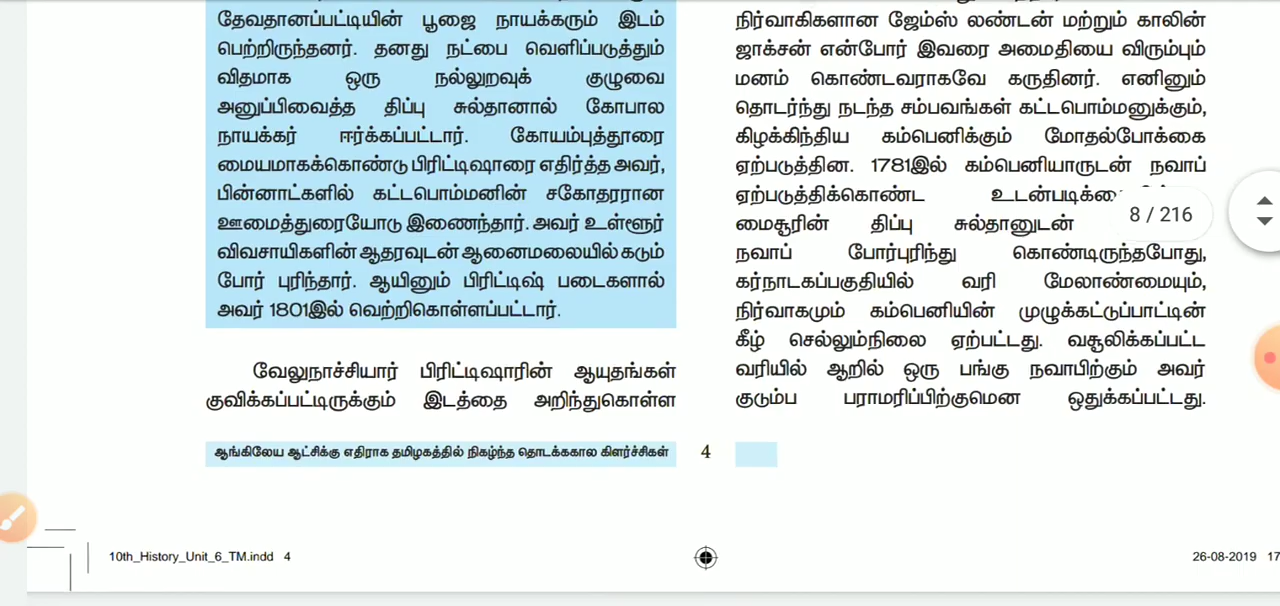 தேவதானப்பட்டியின் பூஜை நாயக்கரும் இடம்
பெற்றிருந்தனர். தனது நட்பை வெளிப்படுத்தும்
விதமாக ஒரு நல்லுறவுக் குழுவை
அனுப்பிவைத்த திப்பு சுல்தானால் கோபால
நாயக்கர் ஈர்க்கப்பட்டார். கோயம்புத்தூரை
மையமாகக்கொண்டு பிரிட்டிஷாரை எதிர்த்த அவர்,
பின்னாட்களில் கட்டபொம்மனின் சகோதரரான
ஊமைத்துரையோடு இணைந்தார். அவர் உள்ளூர்
விவசாயிகளின் ஆதரவுடன் ஆனைமலையில் கடும்
போர் புரிந்தார். ஆயினும் பிரிட்டிஷ் படைகளால்
அவர் 1801இல் வெற்றிகொள்ளப்பட்டார்.
வேலுநாச்சியார் பிரிட்டிஷாரின் ஆயுதங்கள்
குவிக்கப்பட்டிருக்கும் இடத்தை அறிந்துகொள்ள
நிர்வாகிகளான ஜேம்ஸ் லண்டன் மற்றும் காலின்
ஜாக்சன் என்போர் இவரை அமைதியை விரும்பும்
மனம் கொண்டவராகவே கருதினர். எனினும்
தொடர்ந்து நடந்த சம்பவங்கள் கட்டபொம்மனுக்கும்,
கிழக்கிந்திய கம்பெனிக்கும் மோதல்போக்கை
ஏற்படுத்தின. 1781இல் கம்பெனியாருடன் நவாப்
ஏற்படுத்திக்கொண்ட
மைசூரின் திப்பு சுல்தானுடன்
நவாப் போர்புரிந்து கொண்டிருந்தபோது,
கர்நாடகப்பகுதியில் வரி மேலாண்மையும்,
நிர்வாகமும் கம்பெனியின் முழுக்கட்டுப்பாட்டின்
கீழ் செல்லும்நிலை ஏற்பட்டது. வசூலிக்கப்பட்ட
வரியில் ஆறில் ஒரு பங்கு நவாபிற்கும் அவர்
குடும்ப பராமரிப்பிற்குமென ஒதுக்கப்பட்டது.
8 / 216
ஆங்கிலேய ஆட்சிக்கு எதிராக தமிழகத்தில் நிகழ்ந்த தொடக்ககால கிளர்ச்சிகள் 4
10th_History_Unit_6_TM.indd 4
26-08-2019 17